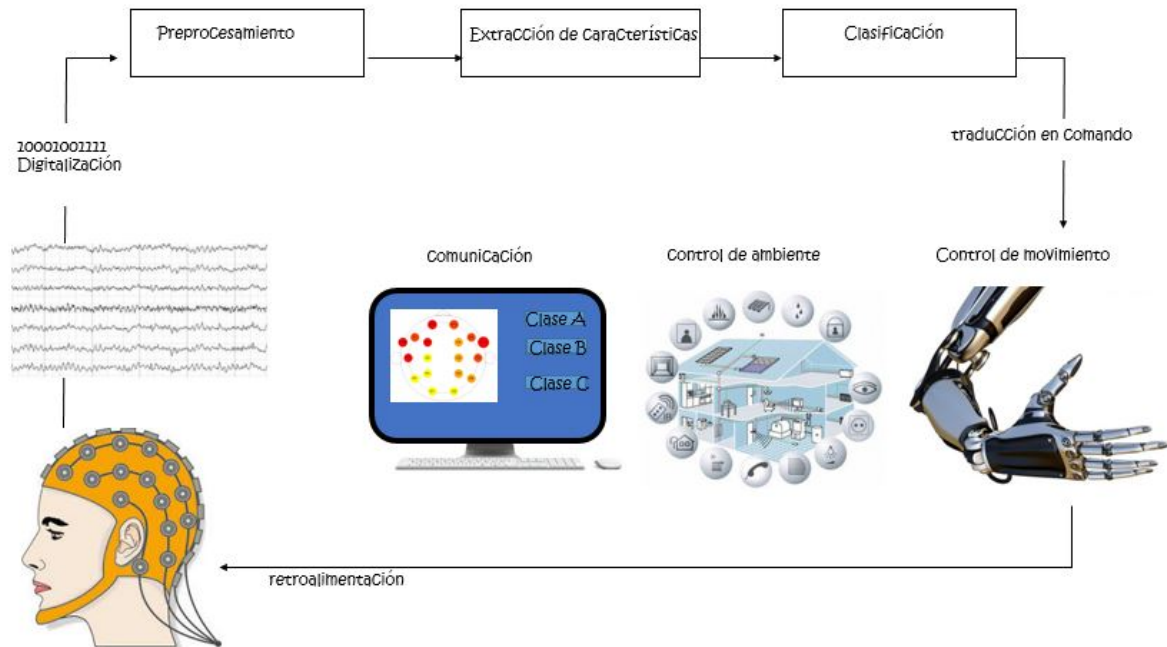 Preprocesamiento
Extracción de características
Clasificación
10001001111
Digitalización
traducción en comando
comunicación
Control de ambiente
Control de movimiento
Clase A
Clase B
Clase C
retroalimentación